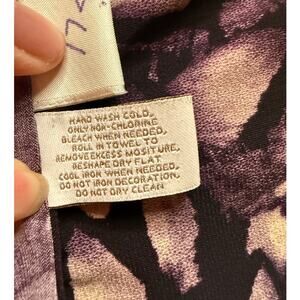 HAND WASH COLD,
ONLY NON-CHLORINE
BLEACH WHEN NEEDED,
ROLL IN TOWEL TO
REMOVE EXCESS MOSITURE,
RESHAPE DRY FLAT
COOL IRON WHEN NEEDED,
DO NOT IRON DECORATION,
DO NOT DRY CLEAN